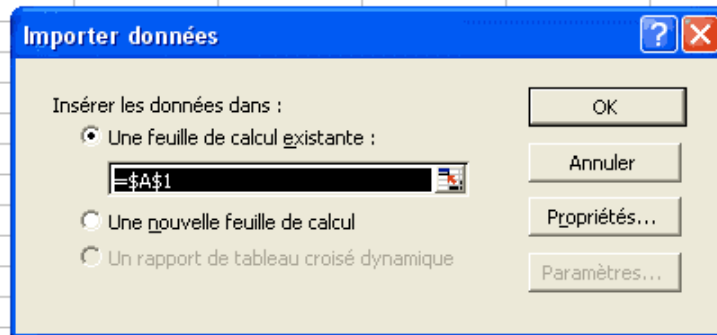 Importer données
Insérer les données dans :
Une feuille de calcul existante :
=$A$1
Une nouvelle feuille de calcul
Un rapport de tableau croisé dynamique
OK
Annuler
Propriétés...
Paramètres...